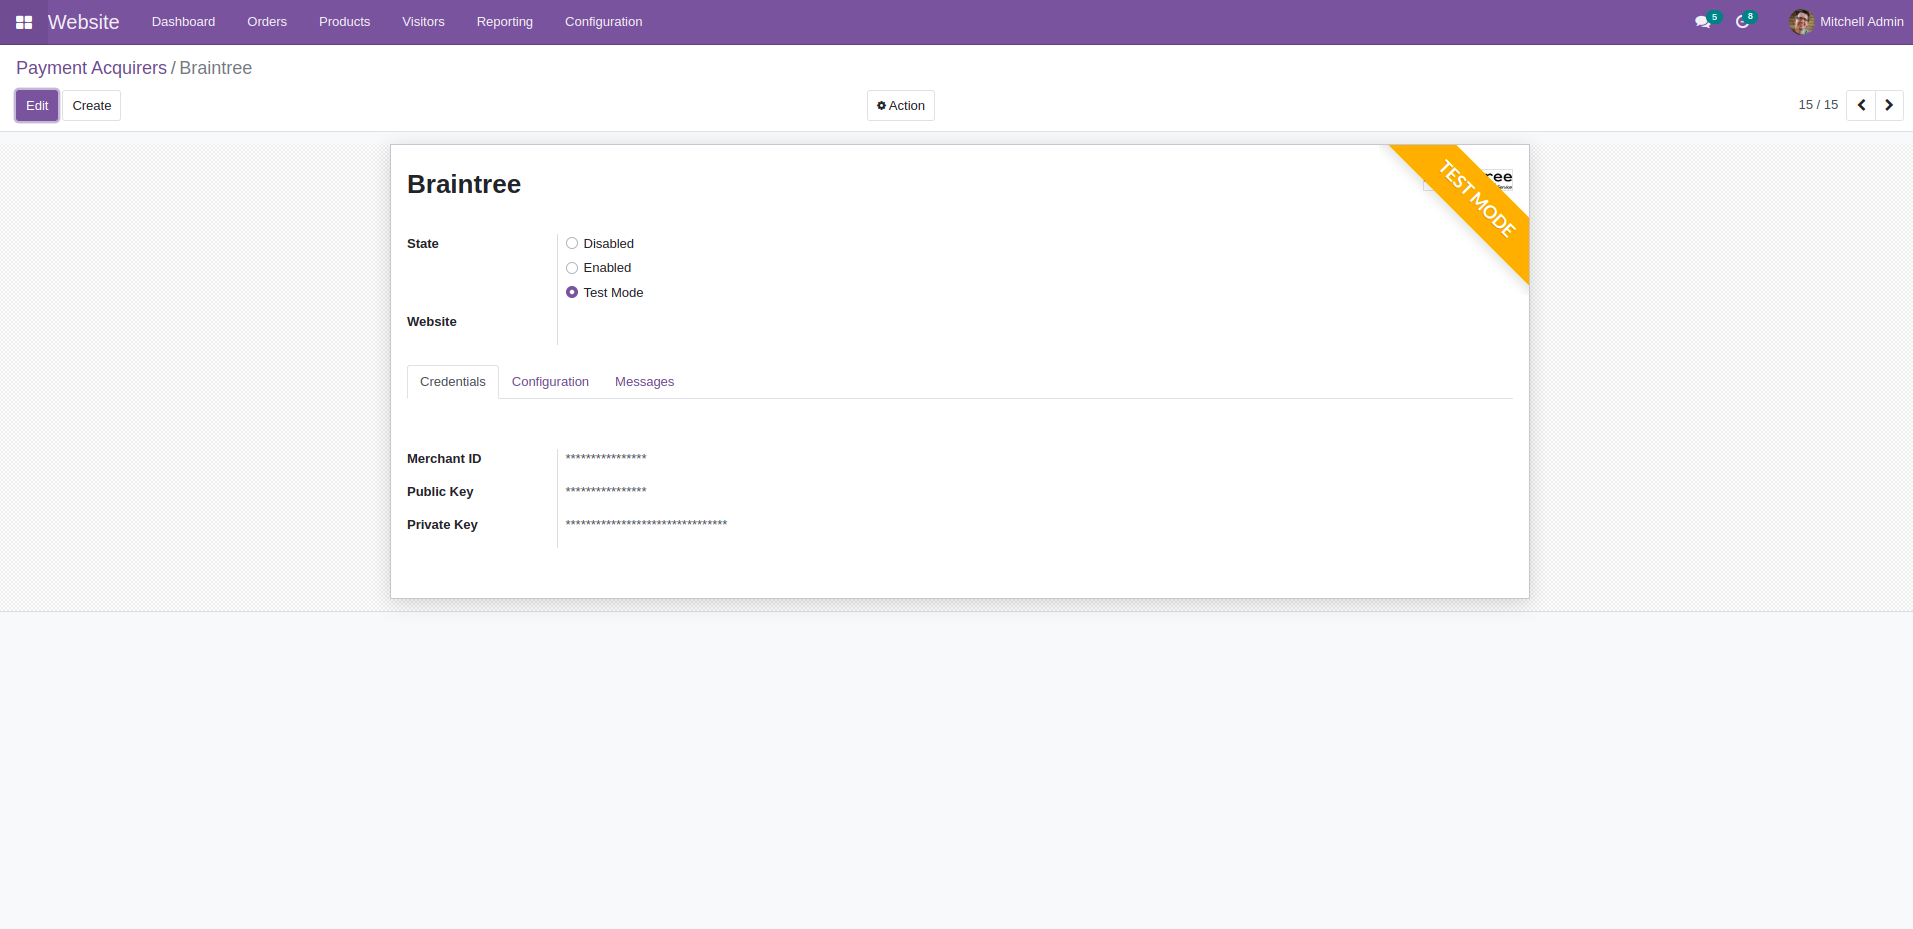 Website Dashboard Orders Products Visitors Reporting Configuration 5 8 Mitchell Admin
Payment Acquirers / Braintree
Edit Create Action 15 / 15
Braintree
TEST MODE
State
Disabled
Enabled
Test Mode
Website
Credentials Configuration Messages
Merchant ID ****************
Public Key ****************
Private Key ********************************